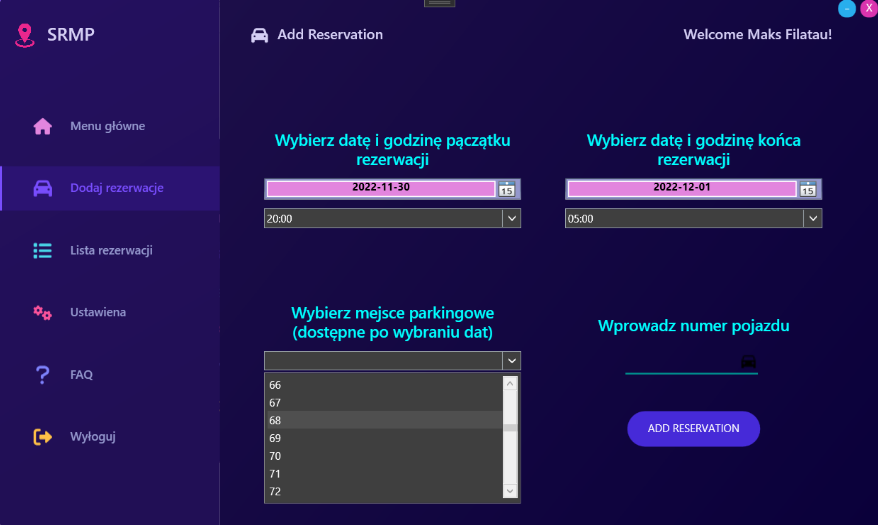 SRMP
Add Reservation
Welcome Maks Filatau!
-
X
Menu główne
Dodaj rezerwacje
Lista rezerwacji
Ustawiena
FAQ
Wyłoguj
Wybierz datę i godzinę pączątku
rezerwacji
2022-11-30
15
20:00
Wybierz datę i godzinę końca
rezerwacji
2022-12-01
15
05:00
Wybierz mejsce parkingowe
(dostępne po wybraniu dat)
66
67
68
69
70
71
72
Wprowadz numer pojazdu
ADD RESERVATION